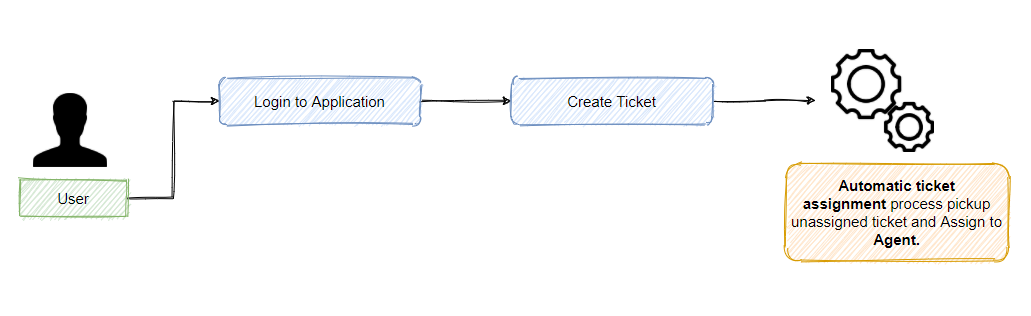 Login to Application
Create Ticket
User
Automatic ticket
assignment process pickup
unassigned ticket and Assign to
Agent.